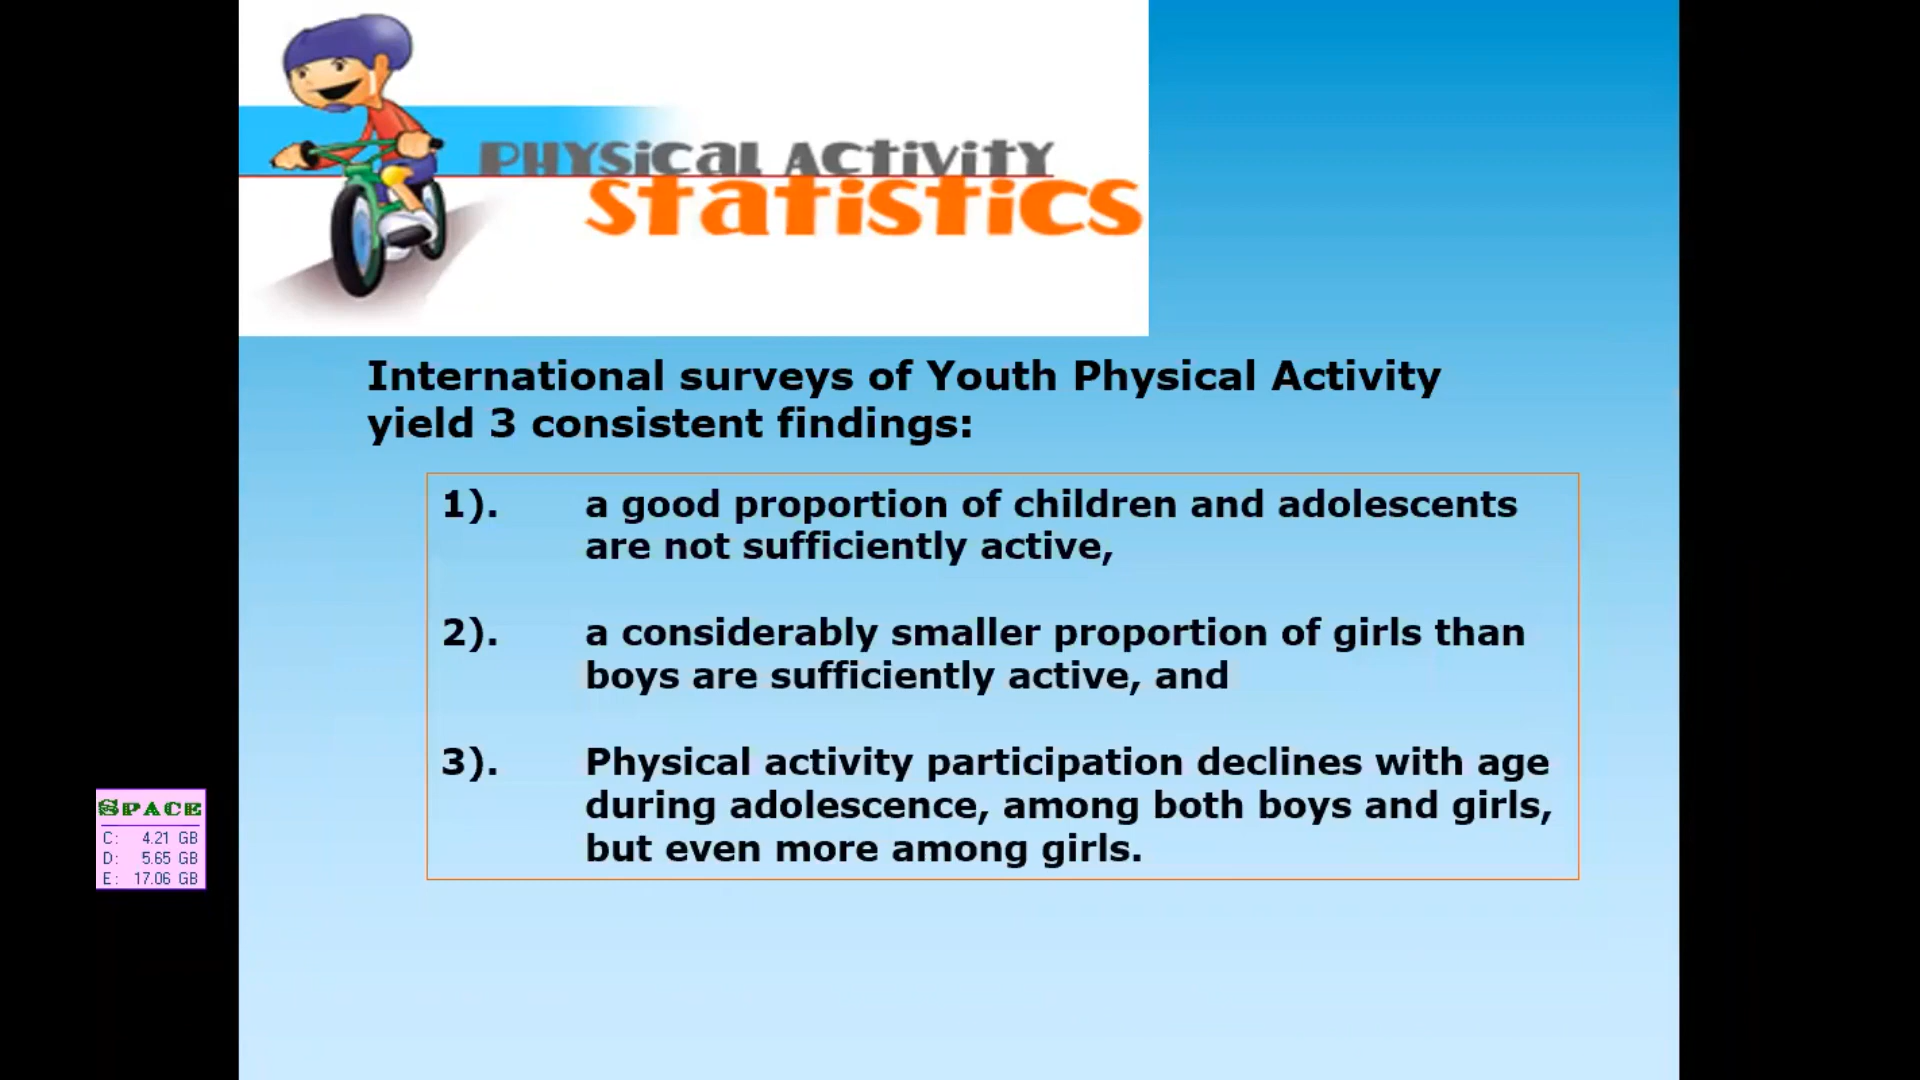 PHYSICAL ACTIVITY
STATISTICS
International surveys of Youth Physical Activity
yield 3 consistent findings:
1). a good proportion of children and adolescents
are not sufficiently active,
2). a considerably smaller proportion of girls than
boys are sufficiently active, and
3). Physical activity participation declines with age
during adolescence, among both boys and girls,
but even more among girls.
SPACE
C: 4.21 GB
D: 5.65 GB
E: 17.06 GB